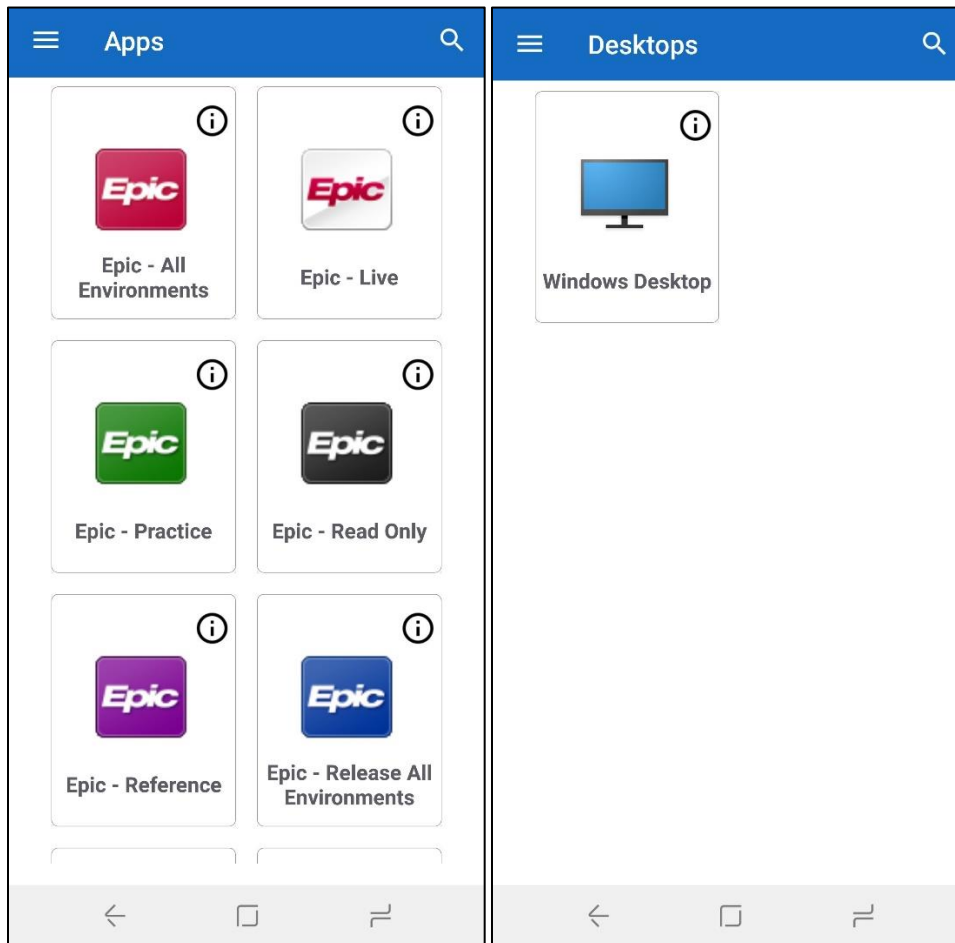 Apps
Epic
Epic - All
Environments
Epic
Epic - Live
Epic
Epic - Practice
Epic
Epic - Read Only
Epic
Epic - Reference
Epic
Epic - Release All
Environments
Desktops
Windows Desktop